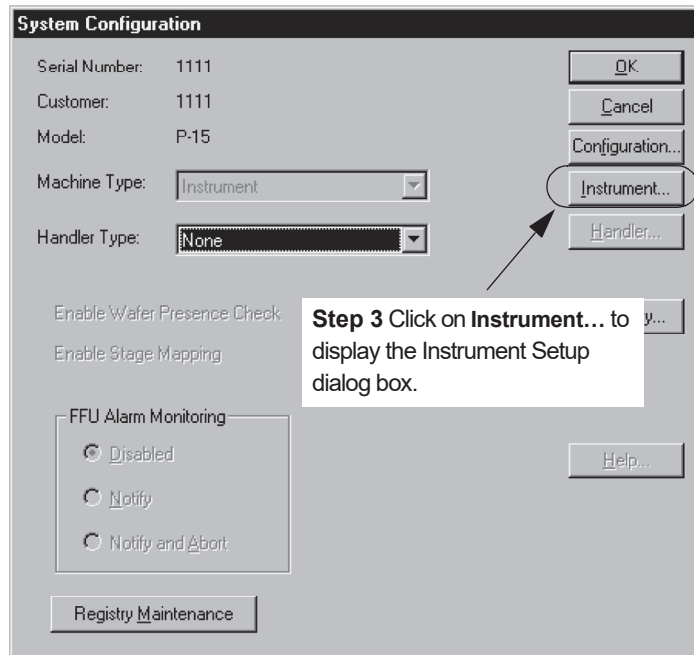 System Configuration
Serial Number: 1111
Customer: 1111
Model: P-15
Machine Type: Instrument
Handler Type: None
OK
Cancel
Configuration...
Instrument...
Handler...
Enable Wafer Presence Check
Enable Stage Mapping
Step 3 Click on Instrument… to
display the Instrument Setup
dialog box.
y...
FFU Alarm Monitoring
Disabled
Notify
Notify and Abort
Help...
Registry Maintenance